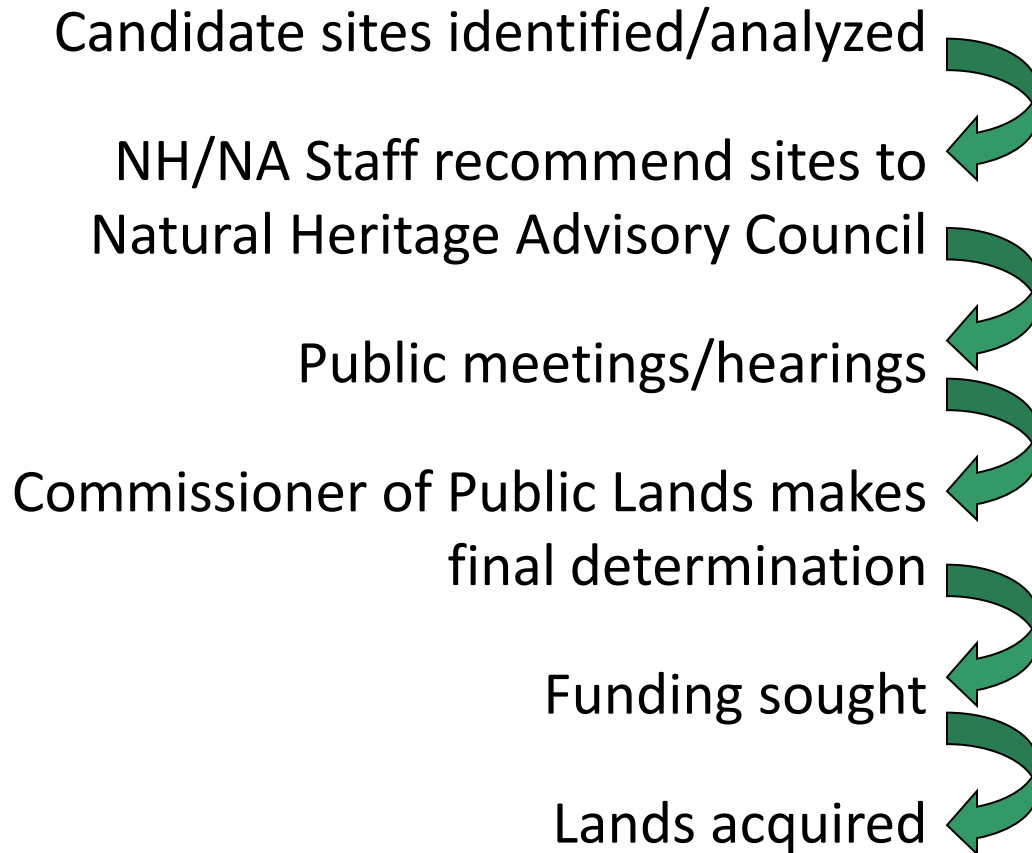 Candidate sites identified/analyzed
NH/NA Staff recommend sites to
Natural Heritage Advisory Council
Public meetings/hearings
Commissioner of Public Lands makes
final determination
Funding sought
Lands acquired